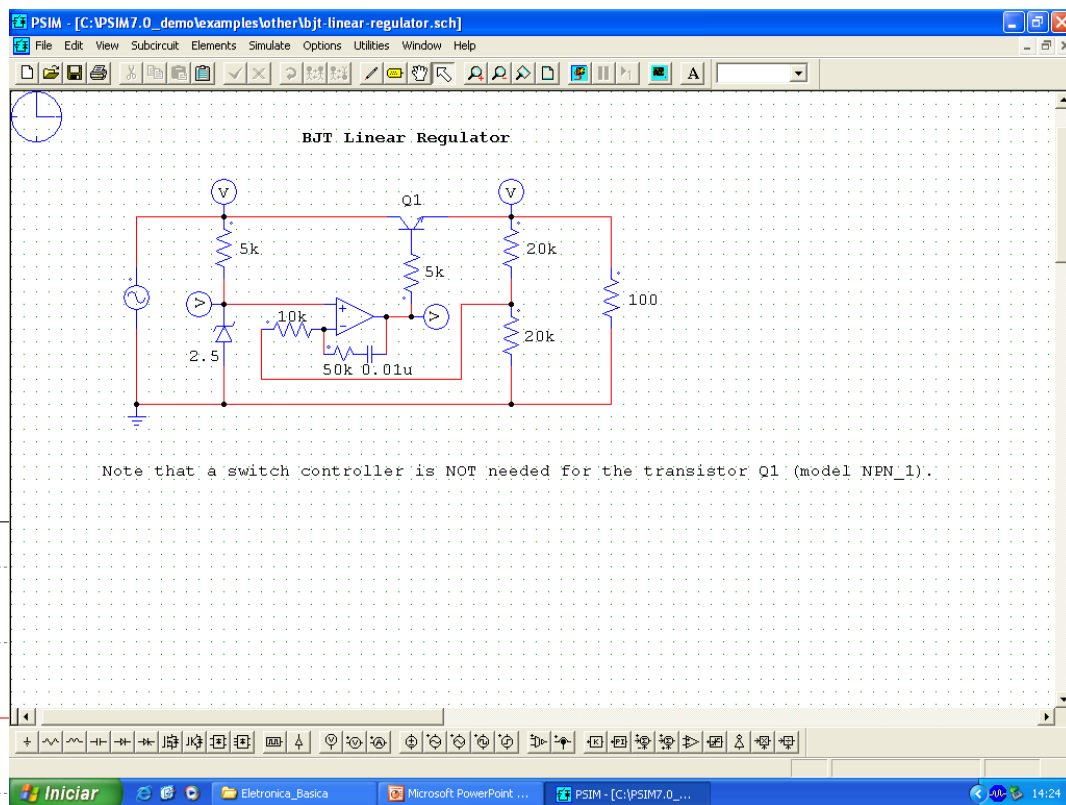 PSIM - [C:\PSIM7.0_demo\examples\other\bjt-linear-regulator.sch]
File Edit View Subcircuit Elements Simulate Options Utilities Window Help
A
BJT Linear Regulator
V
V
Q1
5k
20k
5k
V
100
10k
V
+
-
20k
2.5
50k 0.01u
Note that a switch controller is NOT needed for the transistor Q1 (model NPN_1).
JK
V
V
A
K
PI
Iniciar
Eletronica_Basica
Microsoft PowerPoint ...
PSIM - [C:\PSIM7.0_...
14:24